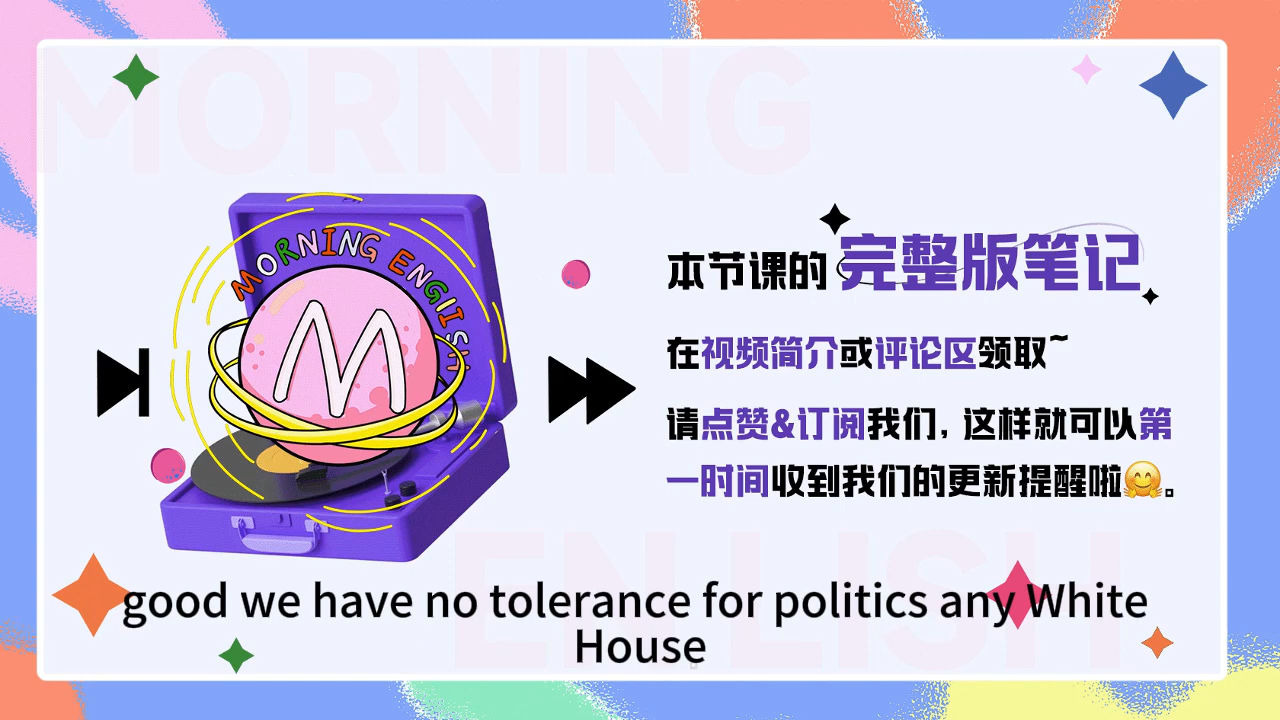 MORNING
MORNING ENGlISH
M
本节课的 完整版笔记
在视频简介或评论区领取~
请点赞&订阅我们，这样就可以第
一时间收到我们的更新提醒啦🤗。
good we have no tolerance for politics any White
House